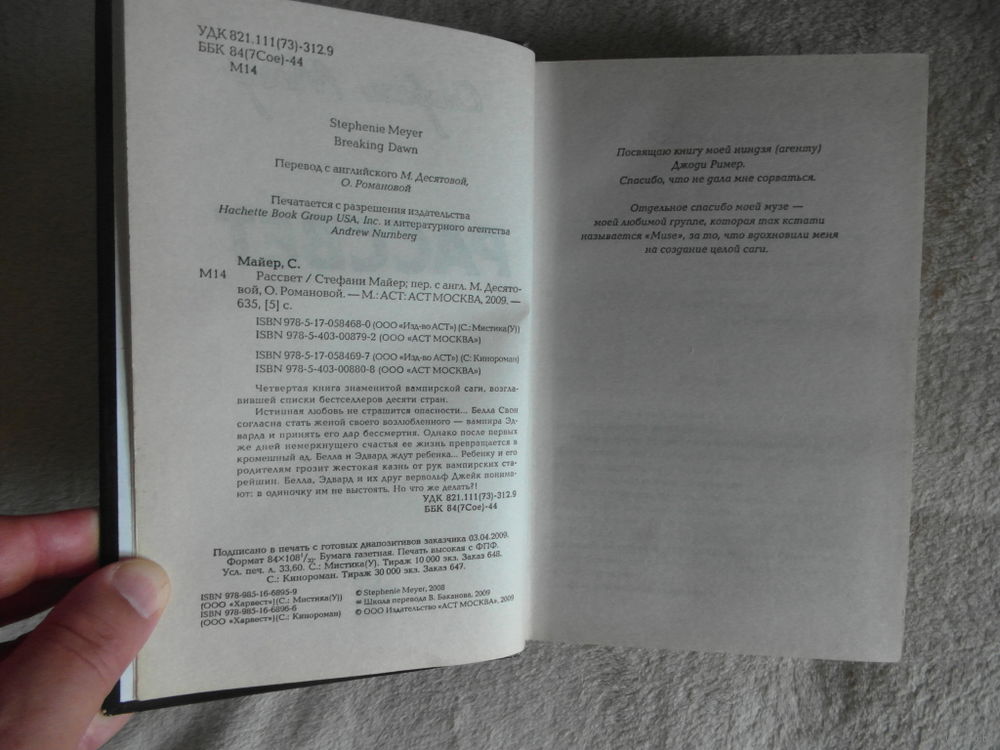 УДК 821.111(73)-312.9
ББК 84(7Сое)-44
М14
Stephenie Meyer
Breaking Dawn
Перевод с английского М. Десятовой,
О. Романовой
Печатается с разрешения издательства
Hachette Book Group USA, Inc. и литературного агентства
Andrew Nurnberg
Майер, С.
М14 Рассвет / Стефани Майер; пер. с англ. М. Десято-
вой, О. Романовой. — М.: АСТ: АСТ МОСКВА, 2009. —
635, [5] с.
ISBN 978-5-17-058468-0 (ООО «Изд-во АСТ») (С.: Мистика(У))
ISBN 978-5-403-00879-2 (ООО «АСТ МОСКВА»)
ISBN 978-5-17-058469-7 (ООО «Изд-во АСТ») (С: Кинороман)
ISBN 978-5-403-00880-8 (ООО «АСТ МОСКВА»)
Четвертая книга знаменитой вампирской саги, возгла-
вившей списки бестселлеров десяти стран.
Истинная любовь не страшится опасности... Белла Свон
согласна стать женой своего возлюбленного — вампира Эд-
варда и принять его дар бессмертия. Однако после первых
же дней немеркнущего счастья ее жизнь превращается в
кромешный ад. Белла и Эдвард ждут ребенка... Ребенку и его
родителям грозит жестокая казнь от рук вампирских ста-
рейшин. Белла, Эдвард и их друг вервольф Джейк понима-
ют: в одиночку им не выстоять. Но что же делать?!
УДК 821.111(73)-312.9
ББК 84(7Сое)-44
Подписано в печать с готовых диапозитивов заказчика 03.04.2009.
Формат 84×108 1/32. Бумага газетная. Печать высокая с ФПФ.
Усл. печ. л. 33,60. С.: Мистика(У). Тираж 10 000 экз. Заказ 648.
С.: Кинороман. Тираж 30 000 экз. Заказ 647.
ISBN 978-985-16-6895-9
(ООО «Харвест»)(С.: Мистика(У))
ISBN 978-985-16-6896-6
(ООО «Харвест»)(С.: Кинороман)
© Stephenie Meyer, 2008
© Школа перевода В. Баканова, 2009
© ООО Издательство «АСТ МОСКВА», 2009
Посвящаю книгу моей ниндзя (агенту)
Джоди Ример.
Спасибо, что не дала мне сорваться.
Отдельное спасибо моей музе —
моей любимой группе, которая так кстати
называется «Muse», за то, что вдохновили меня
на создание целой саги.